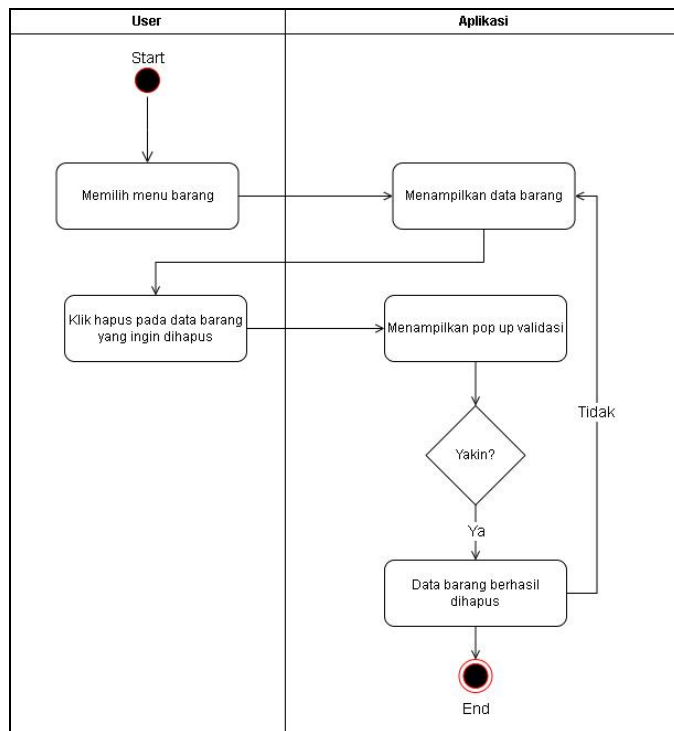 User
Aplikasi
Start
Memilih menu barang
Menampilkan data barang
Klik hapus pada data barang
yang ingin dihapus
Menampilkan pop up validasi
Tidak
Yakin?
Ya
Data barang berhasil
dihapus
End